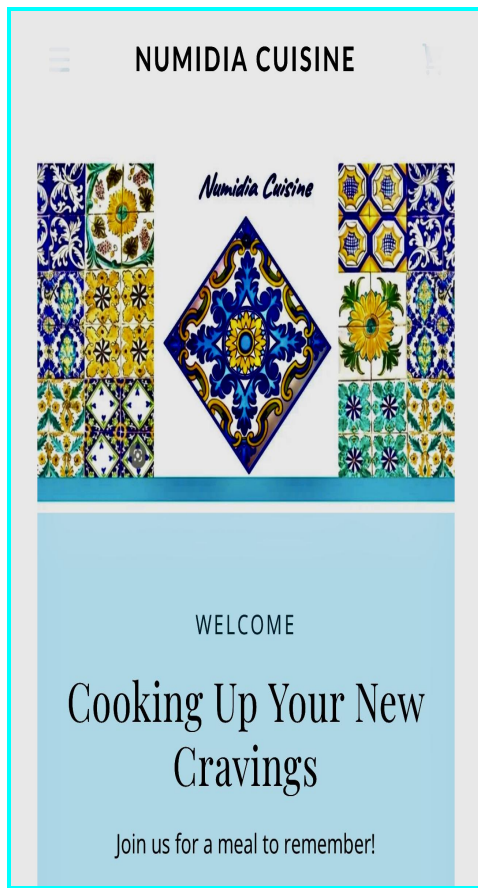 NUMIDIA CUISINE
Numidia Cuisine
WELCOME
Cooking Up Your New
Cravings
Join us for a meal to remember!